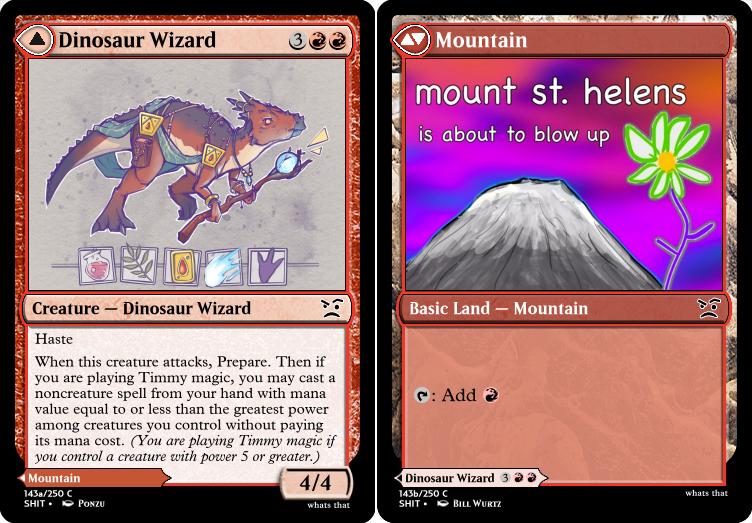 Dinosaur Wizard 3
Haste
When this creature attacks, Prepare. Then if
you are playing Timmy magic, you may cast a
noncreature spell from your hand with mana
value equal to or less than the greatest power
among creatures you control without paying
its mana cost. (You are playing Timmy magic if
you control a creature with power 5 or greater.)
Creature — Dinosaur Wizard
Mountain
4/4
143a/250 C
SHIT • Ponzu
whats that
Mountain
mount st. helens
is about to blow up
Basic Land — Mountain
: Add
Dinosaur Wizard 3
143b/250 C
SHIT • Bill Wurtz
whats that